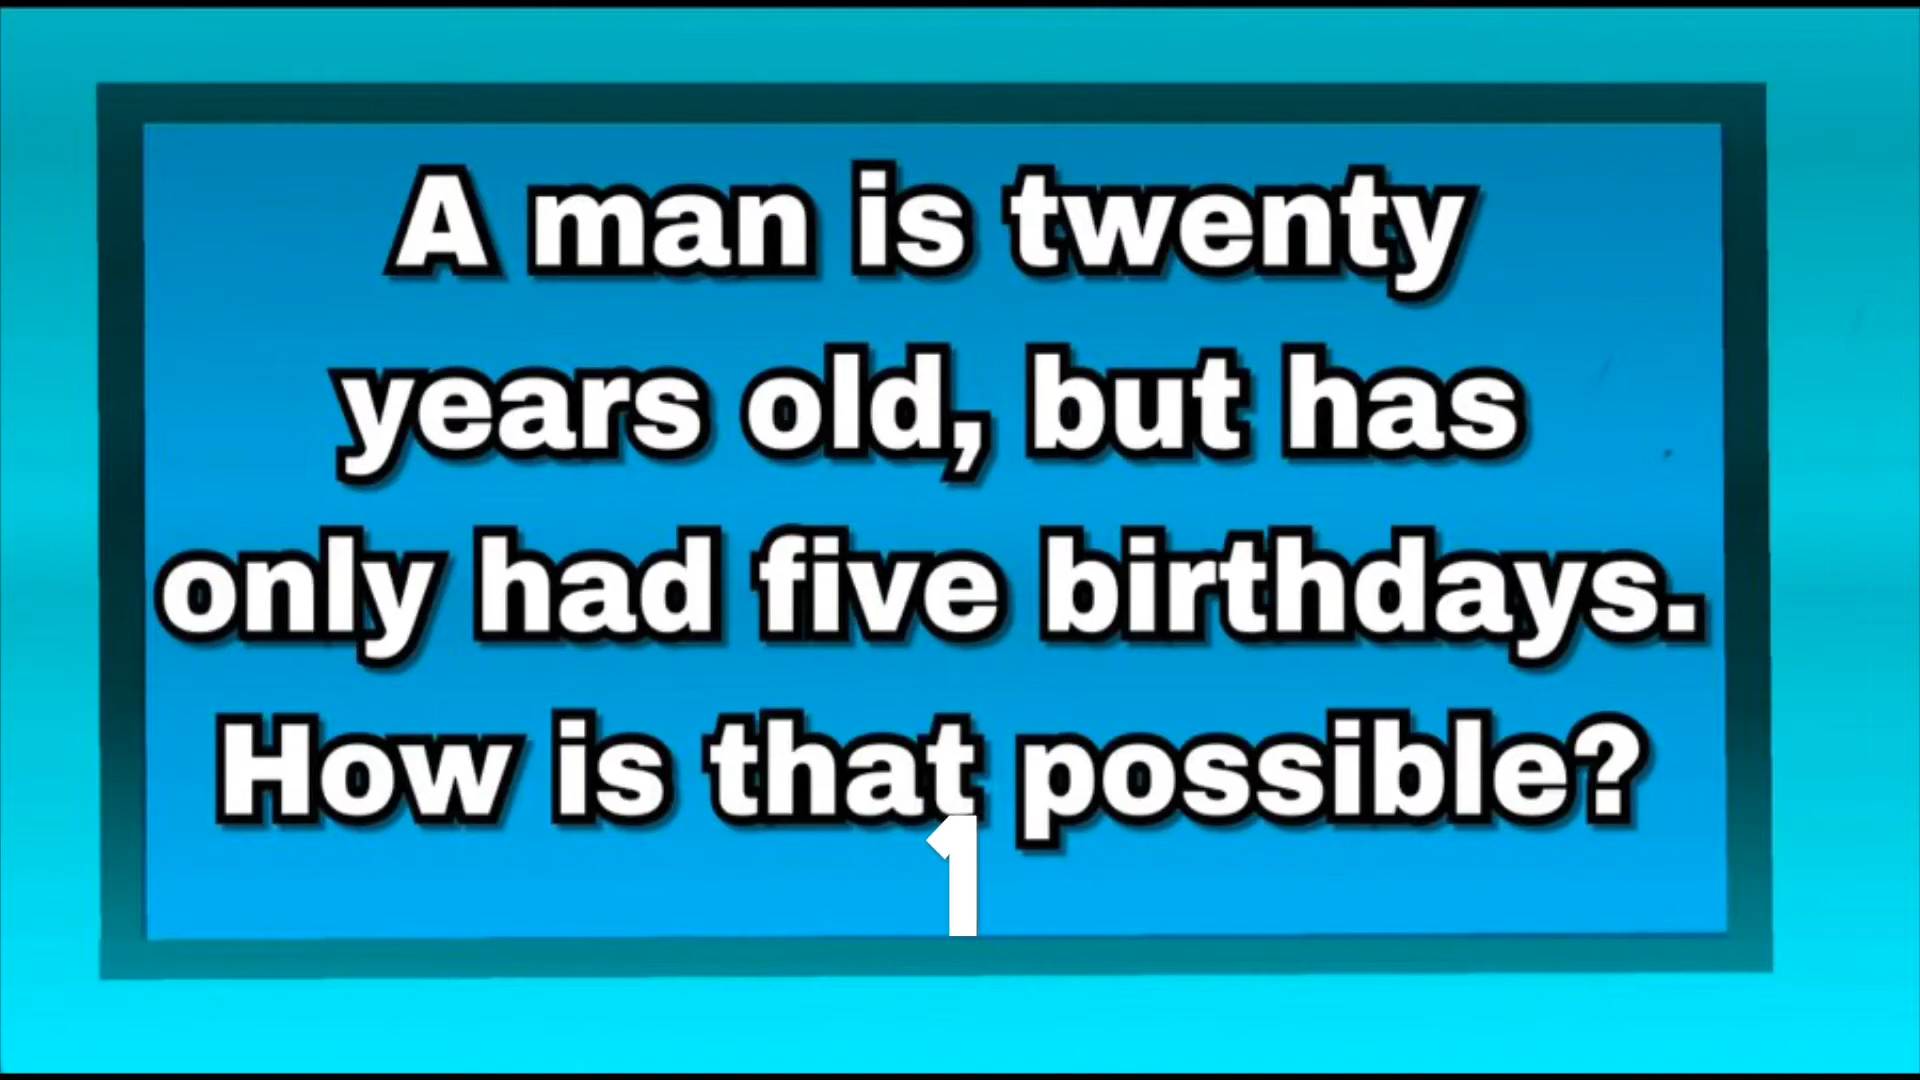 A man is twenty
years old, but has
only had five birthdays.
How is that possible?
1